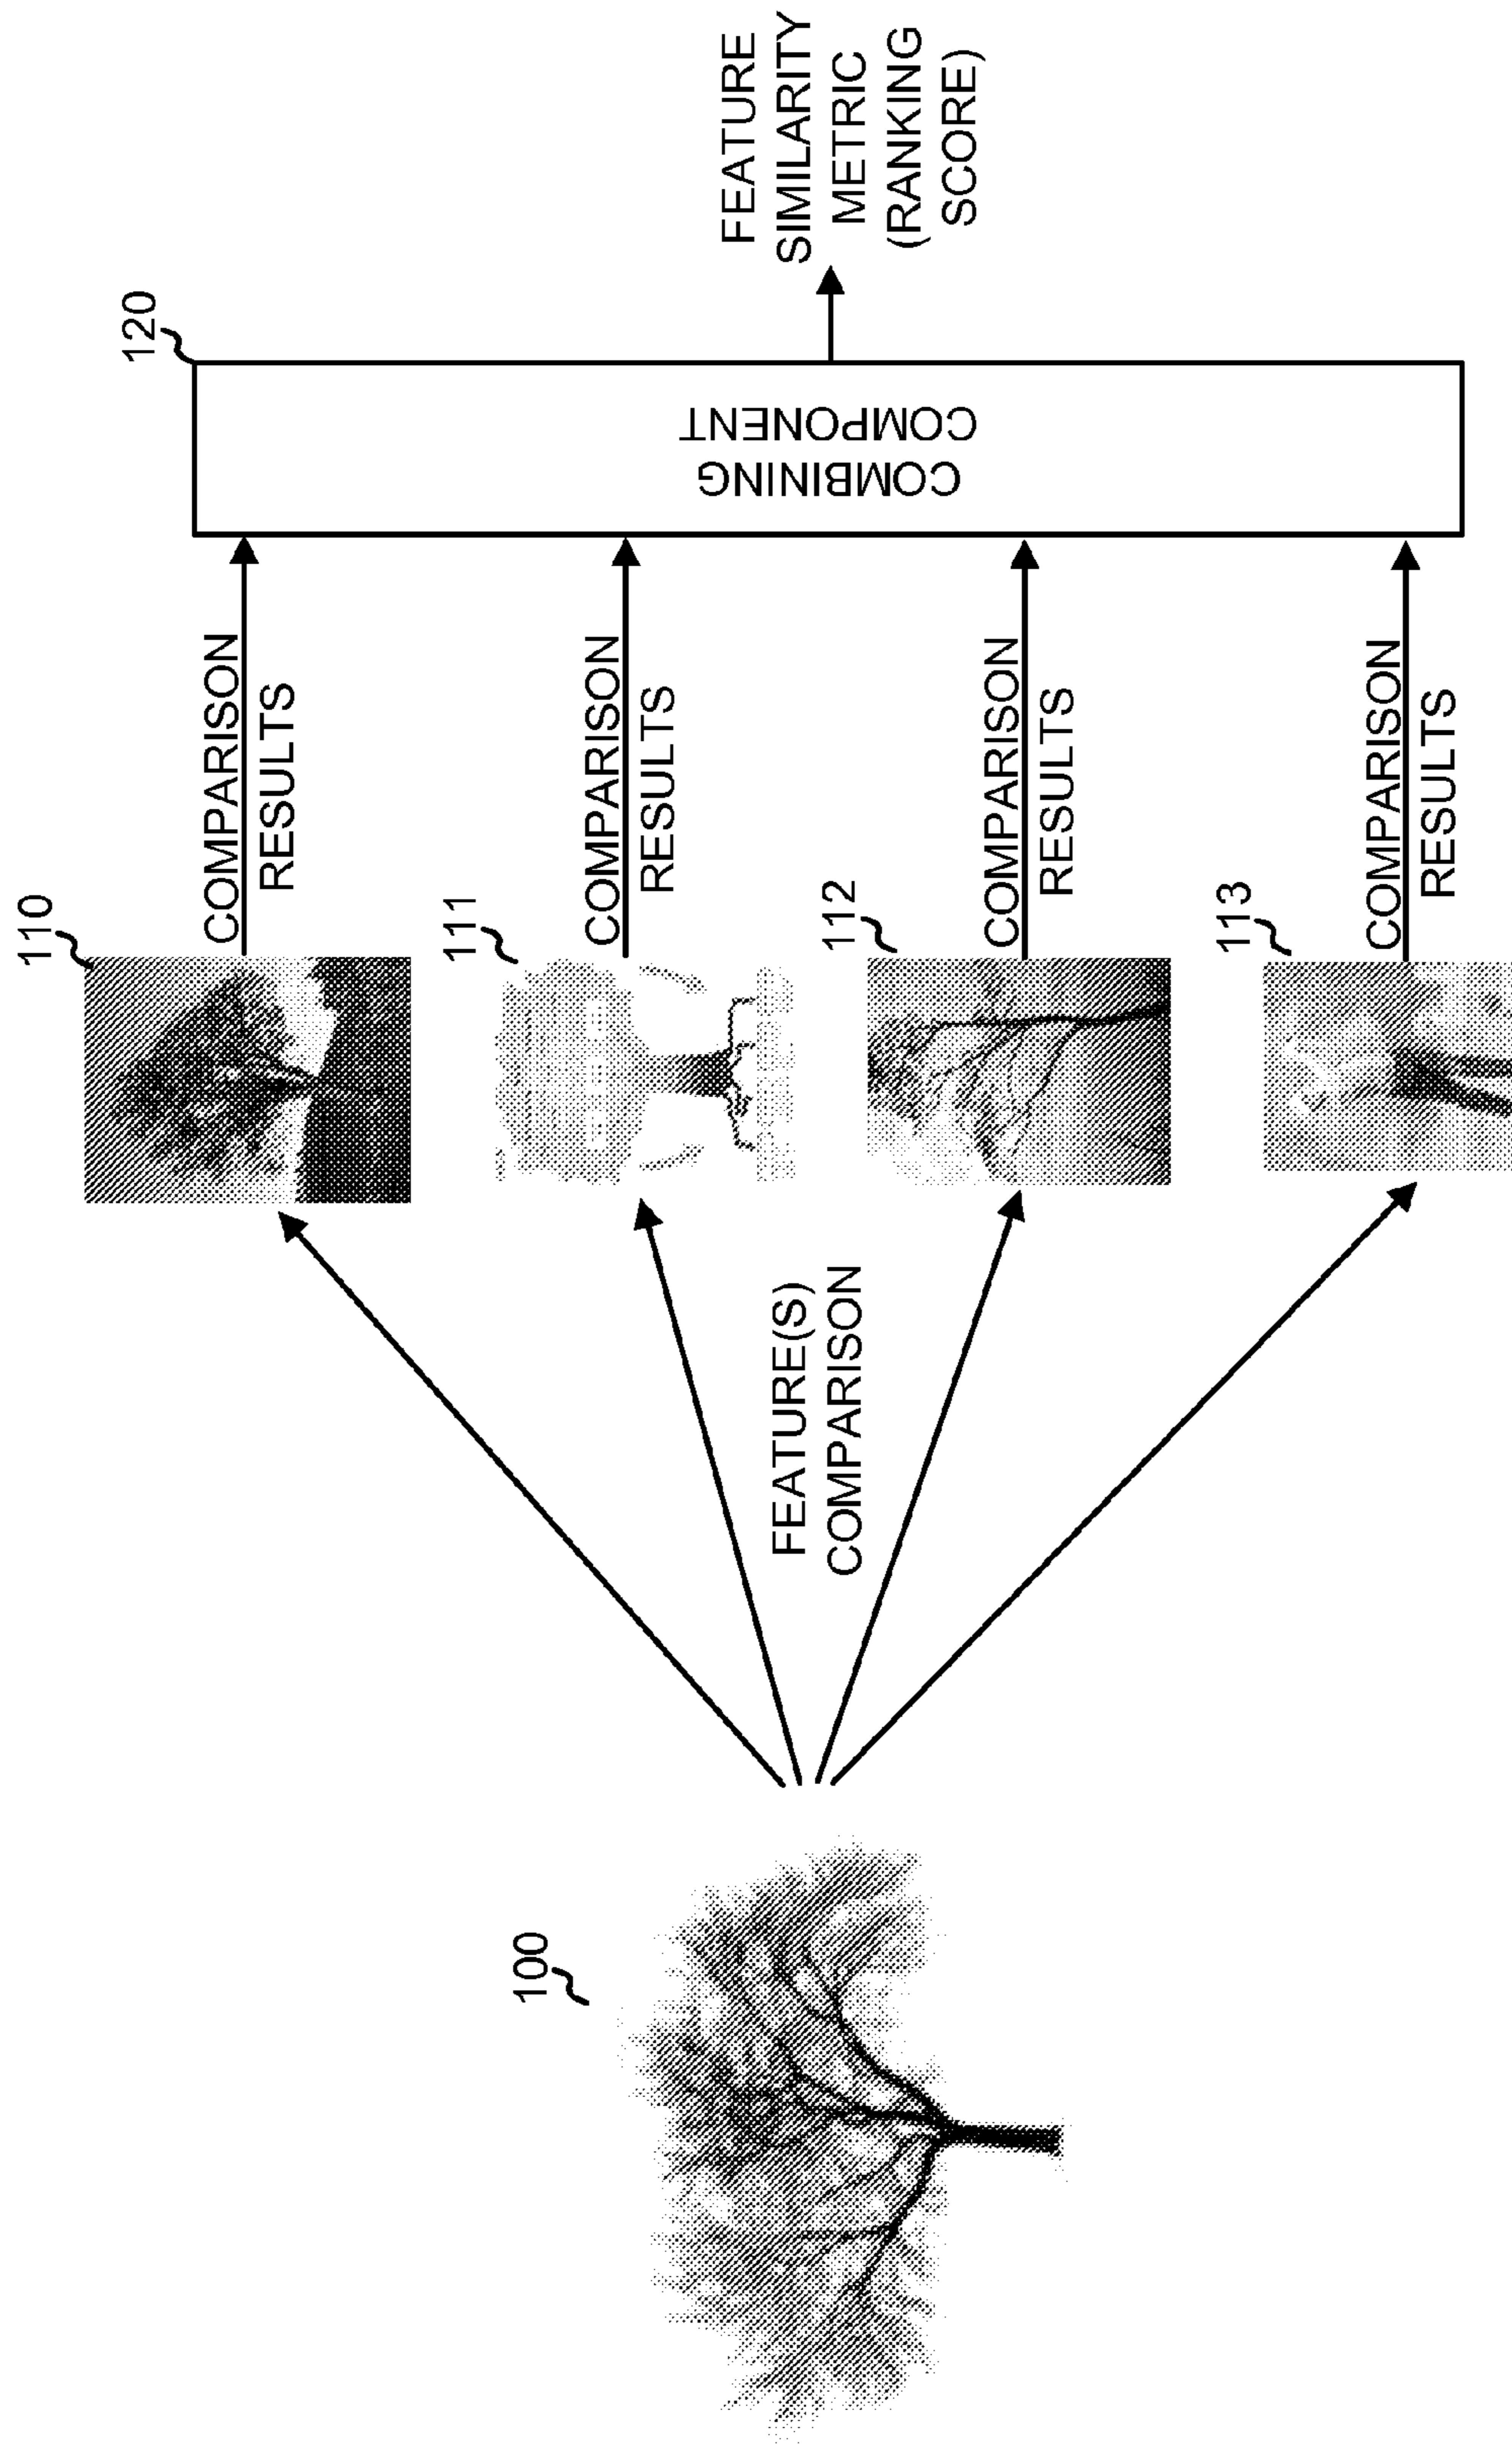 100
FEATURE(S)
COMPARISON
110
111
112
113
COMPARISON
RESULTS
COMPARISON
RESULTS
COMPARISON
RESULTS
COMPARISON
RESULTS
120
COMBINING
COMPONENT
FEATURE
SIMILARITY
METRIC
(RANKING
SCORE)